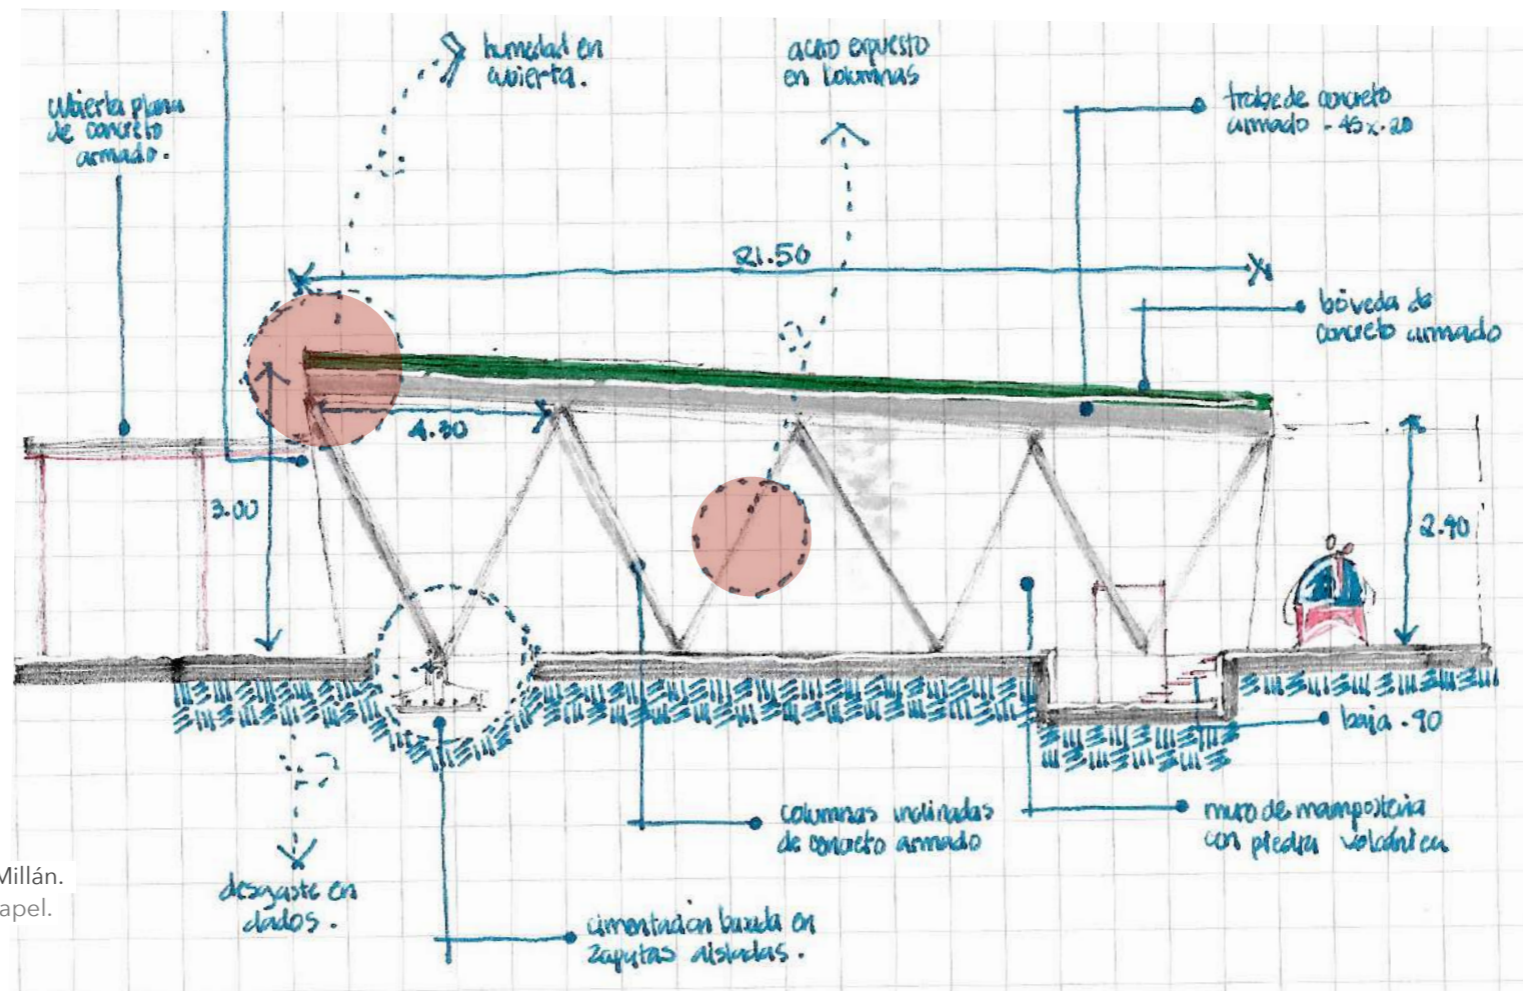 humedad en
cubierta.
acero expuesto
en columnas
trabe de concreto
armado - 45x.20
cubierta plana
de concreto
armado.
21.50
bóveda de
concreto armado
4.30
3.00
2.40
baja .90
columnas inclinadas
de concreto armado
muro de mampostería
con piedra volcánica
Millán.
apel.
desgaste en
dados.
cimentación basada en
zapatas aisladas.